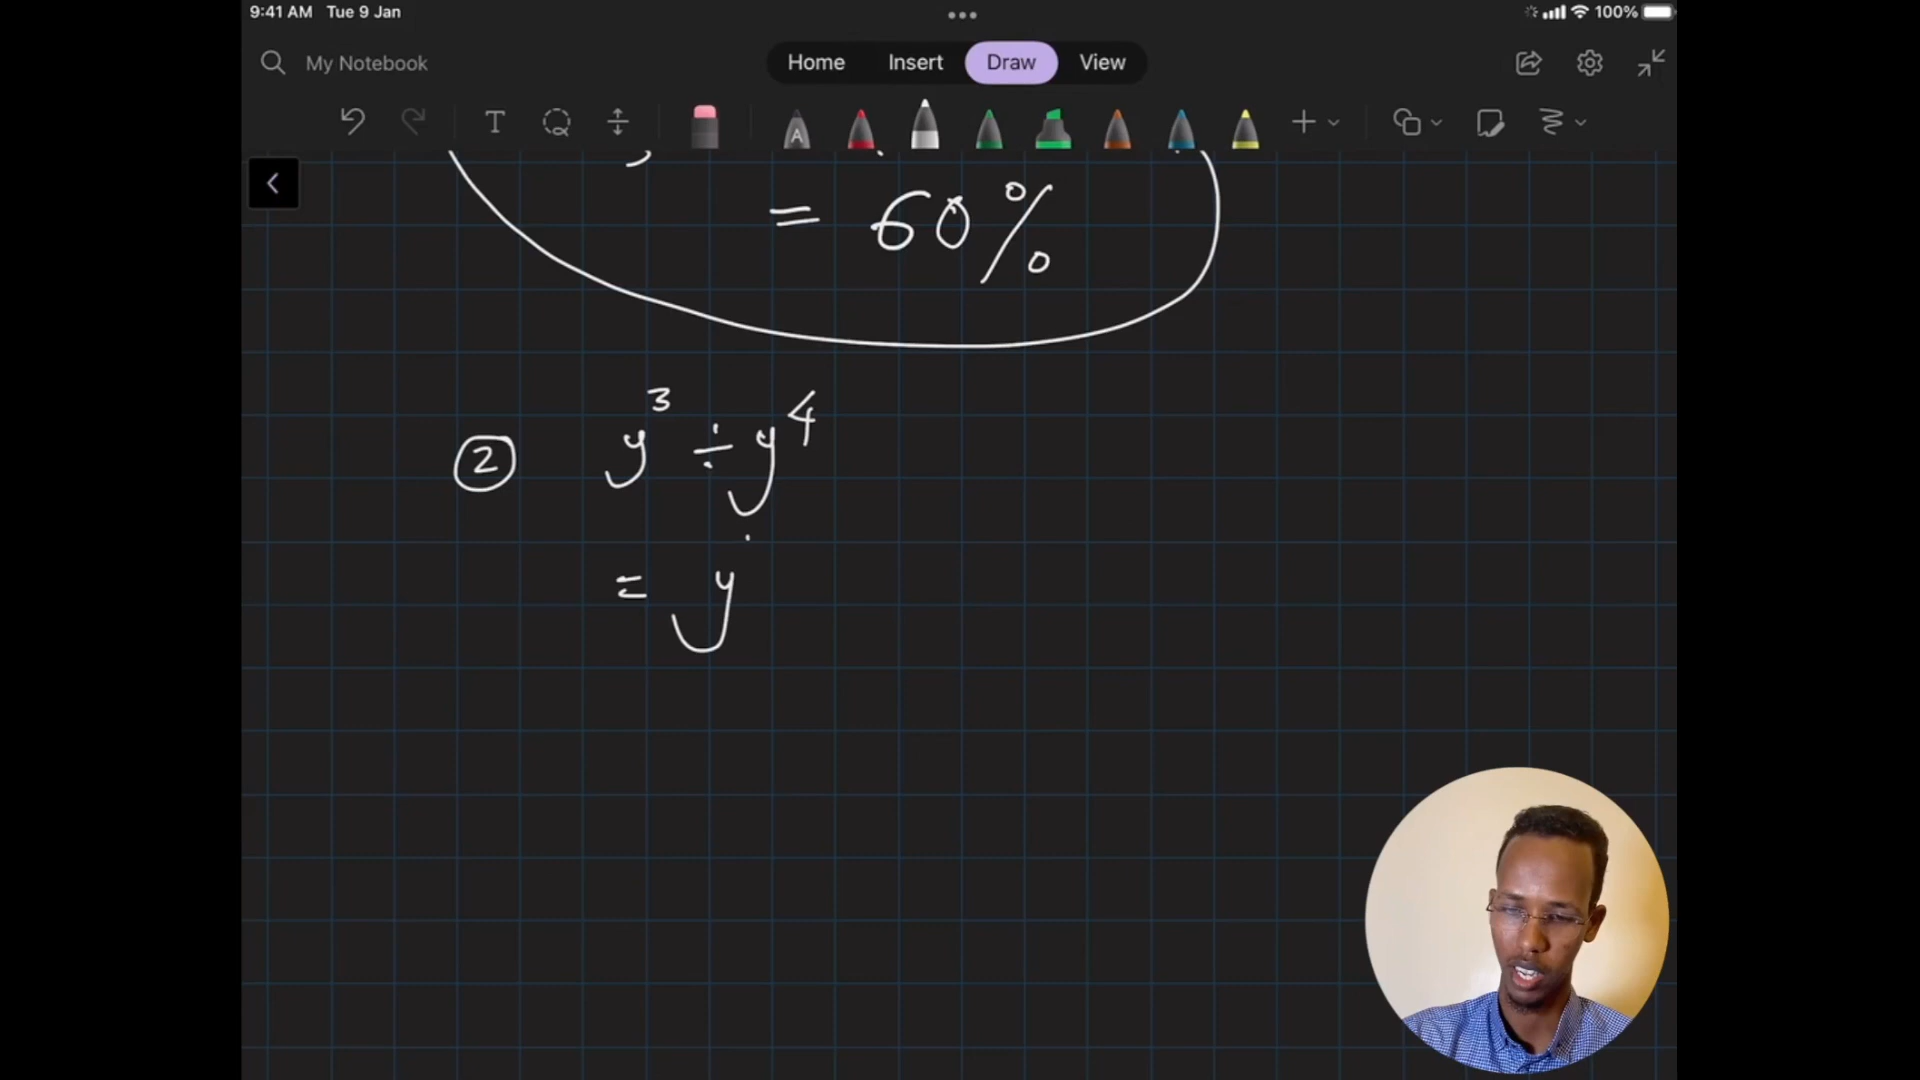 9:41 AM Tue 9 Jan 100%
My Notebook Home Insert Draw View
T A
= 60%
② y³ ÷ y⁴
= y